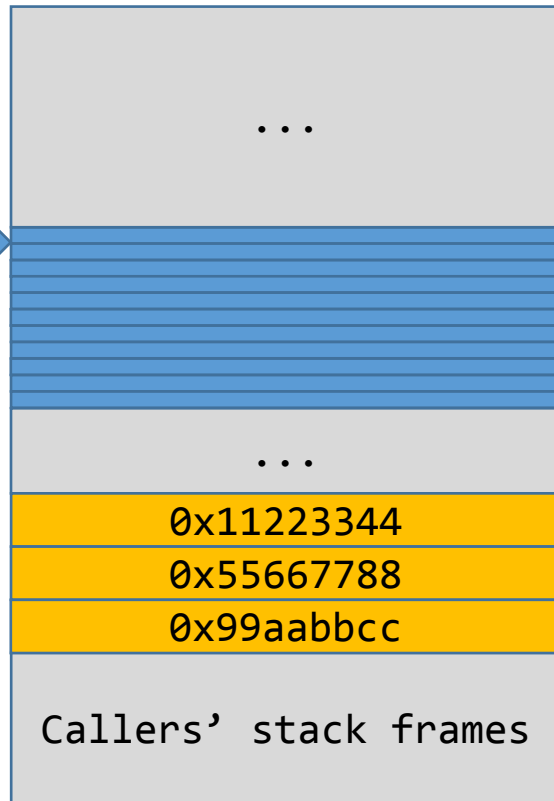 ...
...
0x11223344
0x55667788
0x99aabbcc
Callers’ stack frames